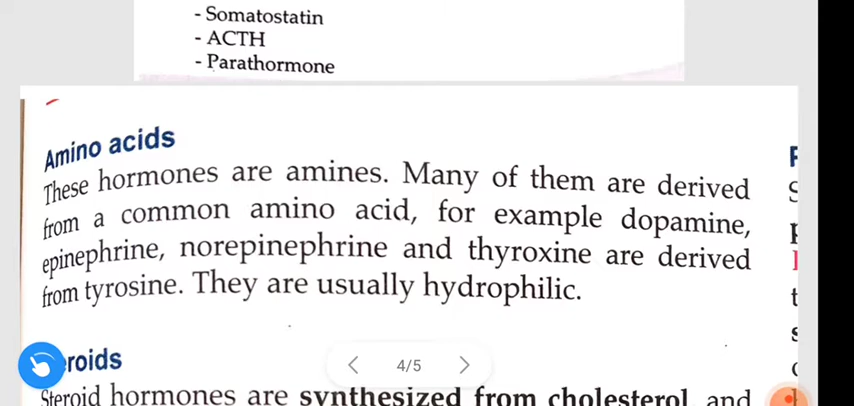 - Somatostatin
- ACTH
- Parathormone
Amino acids
These hormones are amines. Many of them are derived
from a common amino acid, for example dopamine,
epinephrine, norepinephrine and thyroxine are derived
from tyrosine. They are usually hydrophilic.
roids
4/5
Steroid hormones are synthesized from cholesterol, and